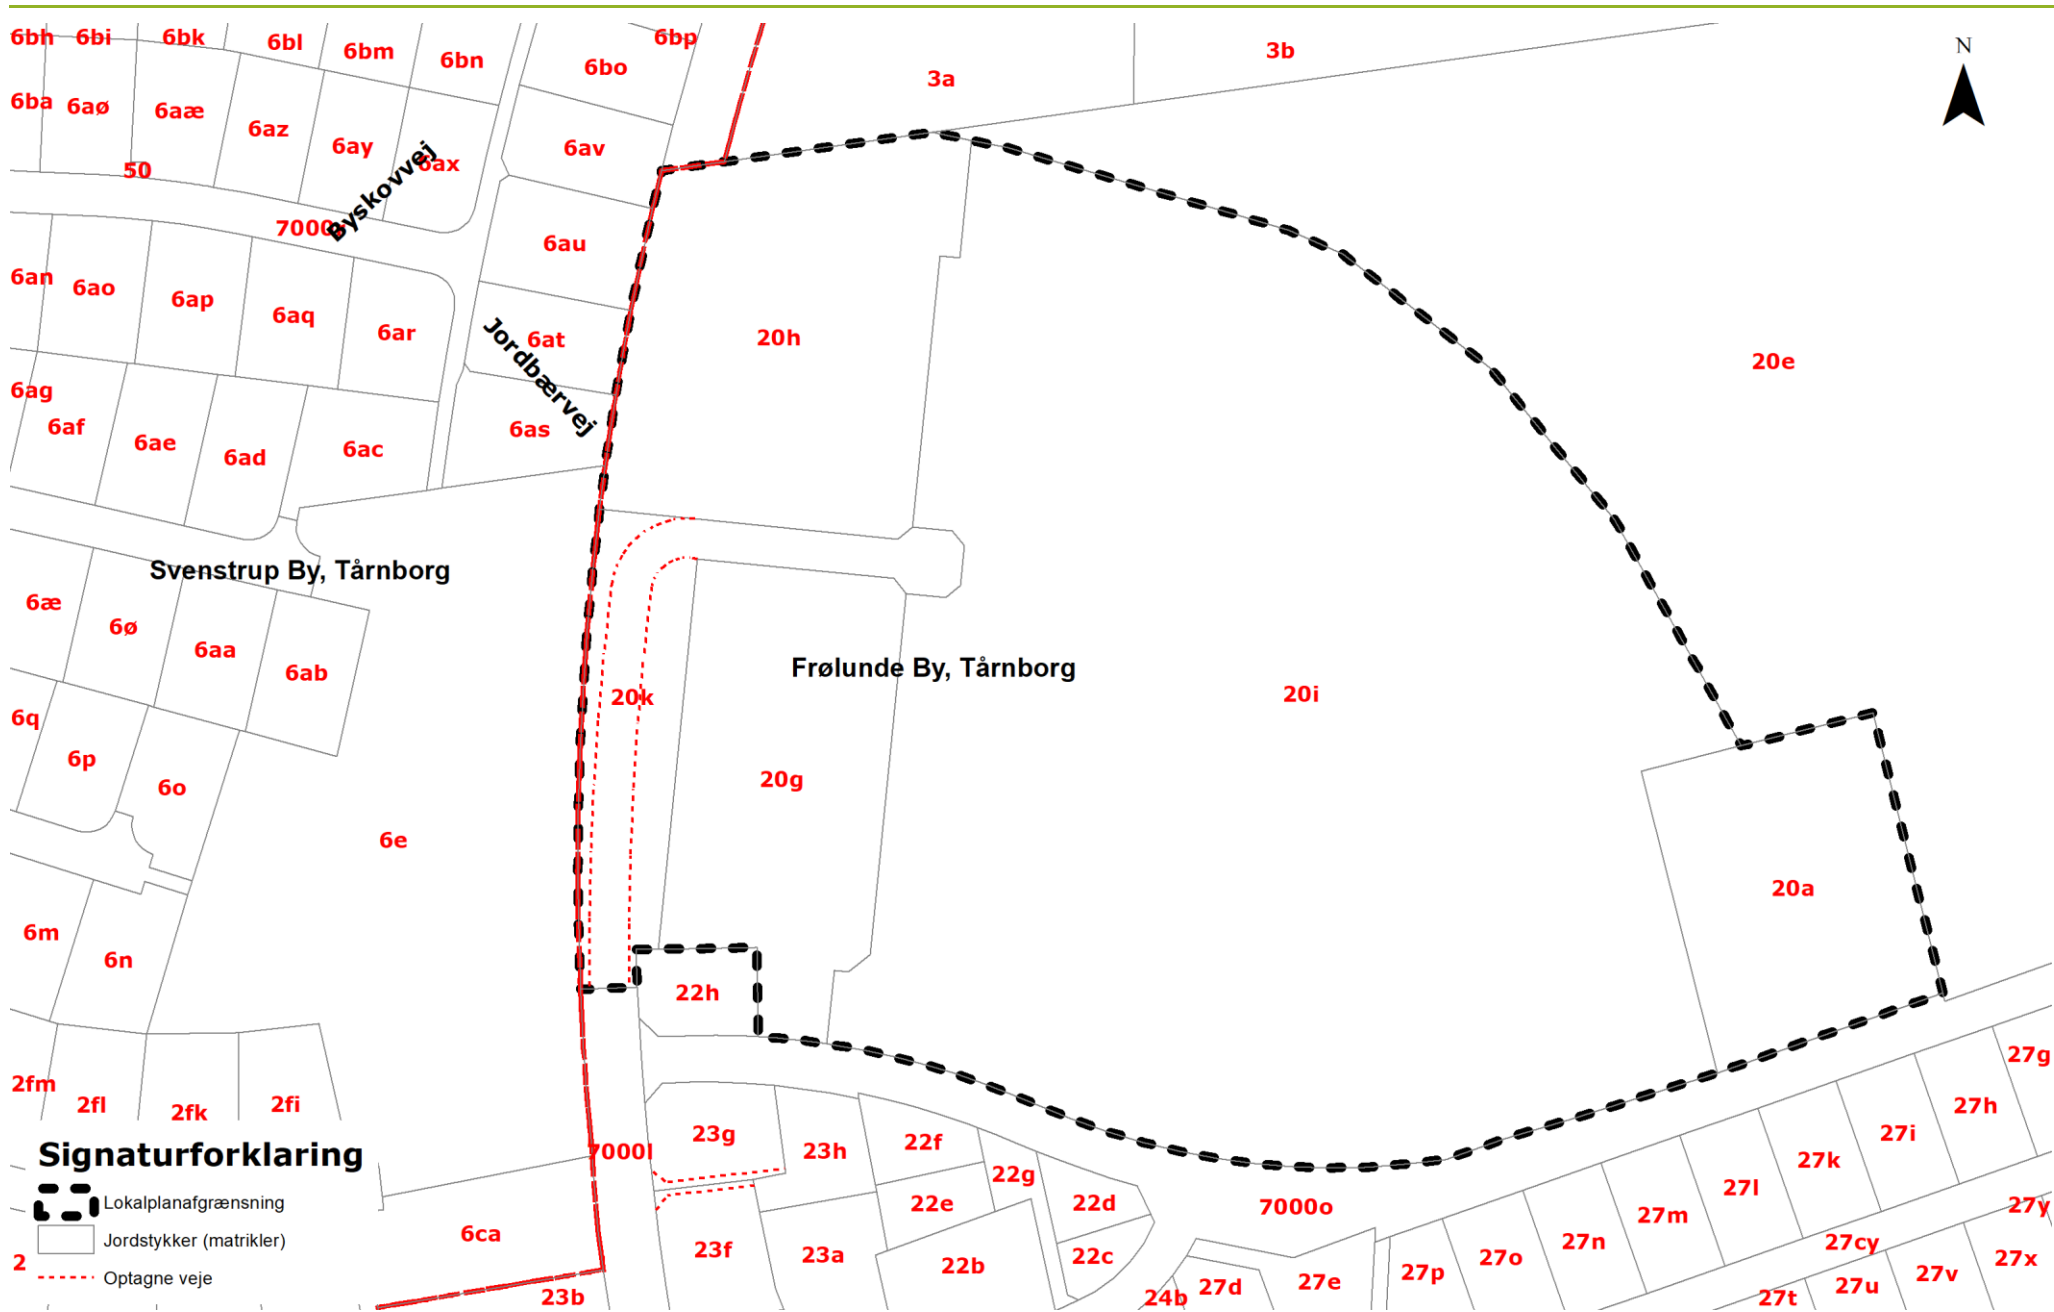 6bh 6bi 6bk 6bl 6bm 6bn 6bo 6bp 3a 3b
N
6ba 6aø 6aæ 6az 6ay 6ax 6av
50
Byskovvej
6au
6an 6ao 6ap 6aq 6ar 6at 20h 20e
Jordbærvej
6ag
6af 6ae 6ad 6ac 6as
Svenstrup By, Tårnborg
6æ 6ø 6aa 6ab
Frølunde By, Tårnborg
20k 20i
6q 6p 6o 20g
6e 20a
6m 6n 22h
2fm 2fl 2fk 2fi 27g
23g 23h 22f 27h
7000l 22g 27i
27k
22e 22d 7000o 27l
27m
27y
6ca 23f 23a 22b 22c 27n 27cy
27o 27x
27p 27v
24b 27d 27e 27u
23b 27t
Signaturforklaring
Lokalplanafgrænsning
Jordstykker (matrikler)
2
Optagne veje